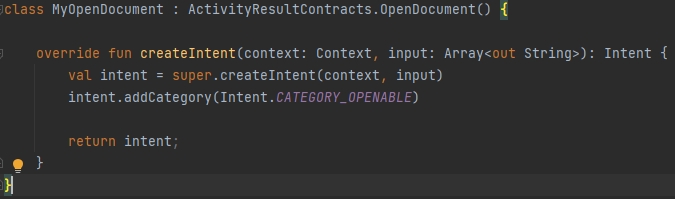 class MyOpenDocument : ActivityResultContracts.OpenDocument() {
override fun createIntent(context: Context, input: Array<out String>): Intent {
val intent = super.createIntent(context, input)
intent.addCategory(Intent.CATEGORY_OPENABLE)
return intent;
}
}